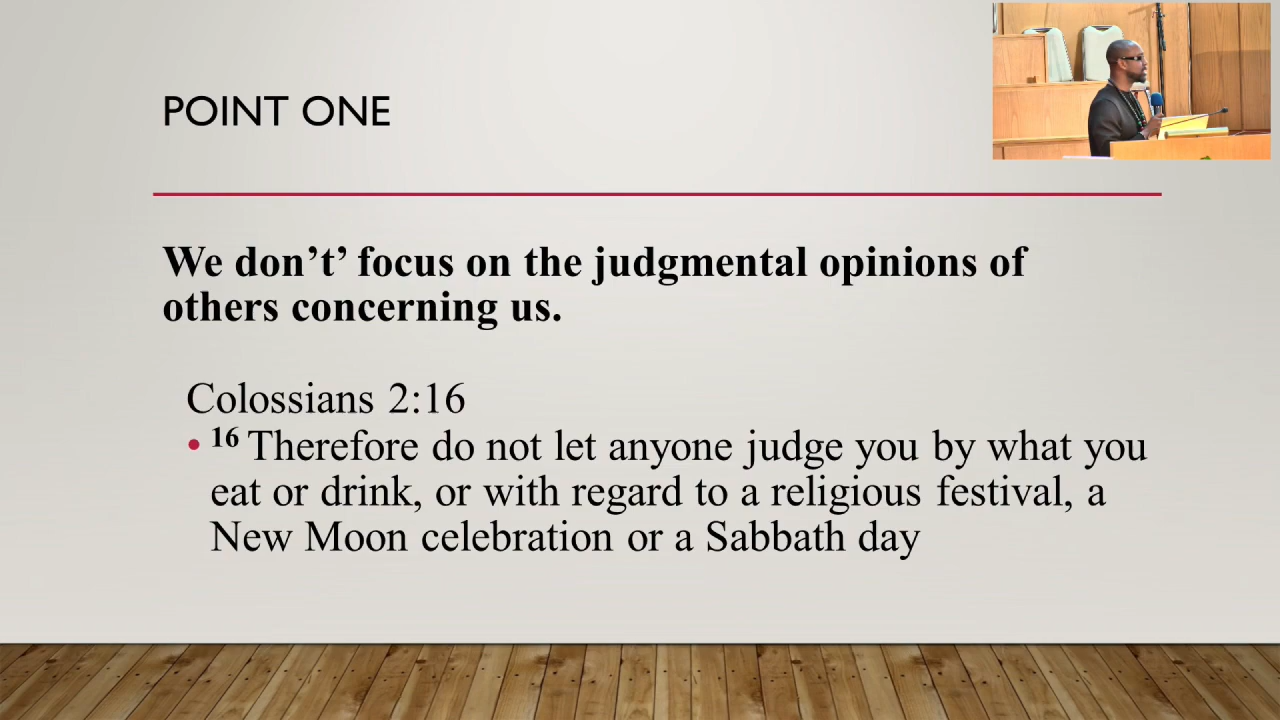 POINT ONE
We don’t’ focus on the judgmental opinions of
others concerning us.
Colossians 2:16
• 16 Therefore do not let anyone judge you by what you
eat or drink, or with regard to a religious festival, a
New Moon celebration or a Sabbath day